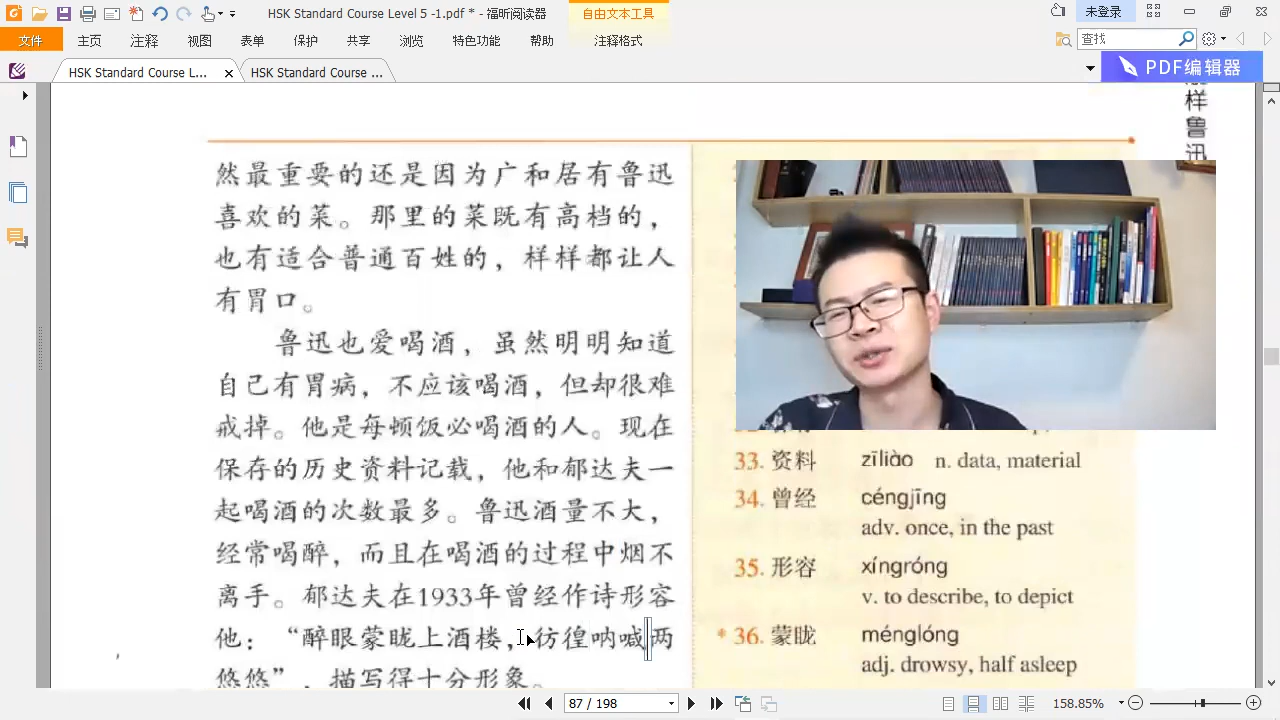 HSK Standard Course Level 5 -1.pdf * - 福昕阅读器
自由文本工具
未登录
文件 主页 注释 视图 表单 保护 共享 浏览 特色功能 帮助 注释格式
查找
HSK Standard Course L...
HSK Standard Course ...
PDF编辑器
样鲁迅
然最重要的还是因为广和居有鲁迅
喜欢的菜。那里的菜既有高档的，
也有适合普通百姓的，样样都让人
有胃口。
鲁迅也爱喝酒，虽然明明知道
自己有胃病，不应该喝酒，但却很难
戒掉。他是每顿饭必喝酒的人。现在
保存的历史资料记载，他和郁达夫一
起喝酒的次数最多。鲁迅酒量不大，
经常喝醉，而且在喝酒的过程中烟不
离手。郁达夫在1933年曾经作诗形容
他：“醉眼蒙眬上酒楼，彷徨呐喊两
悠悠”，描写得十分形象。
33. 资料 zīliào n. data, material
34. 曾经 céngjīng
adv. once, in the past
35. 形容 xíngróng
v. to describe, to depict
* 36. 蒙眬 ménglóng
adj. drowsy, half asleep
87 / 198
158.85%